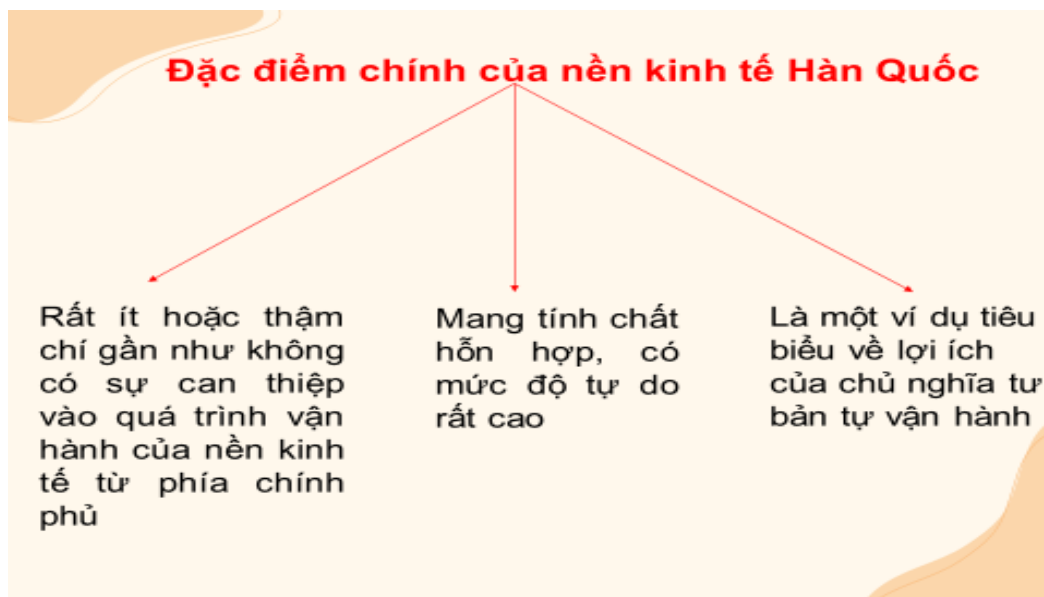 Đặc điểm chính của nền kinh tế Hàn Quốc
Rất ít hoặc thậm
chí gần như không
có sự can thiệp
vào quá trình vận
hành của nền kinh
tế từ phía chính
phủ
Mang tính chất
hỗn hợp, có
mức độ tự do
rất cao
Là một ví dụ tiêu
biểu về lợi ích
của chủ nghĩa tư
bản tự vận hành